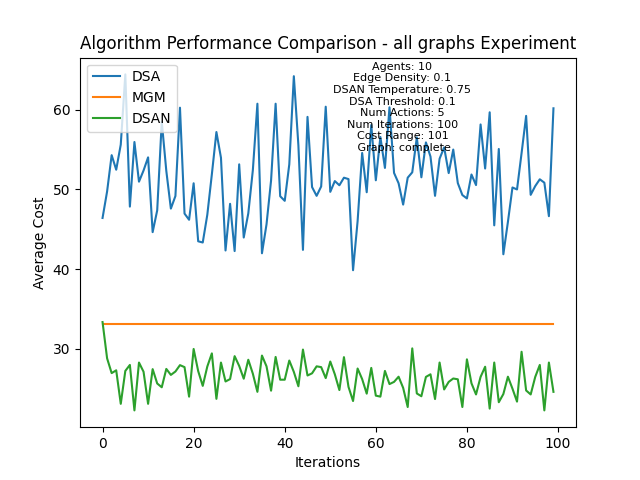 Algorithm Performance Comparison - all graphs Experiment
DSA
MGM
DSAN
Agents: 10
Edge Density: 0.1
DSAN Temperature: 0.75
DSA Threshold: 0.1
Num Actions: 5
Num Iterations: 100
Cost Range: 101
Graph: complete
Average Cost
60
50
40
30
0
20
40
60
80
100
Iterations